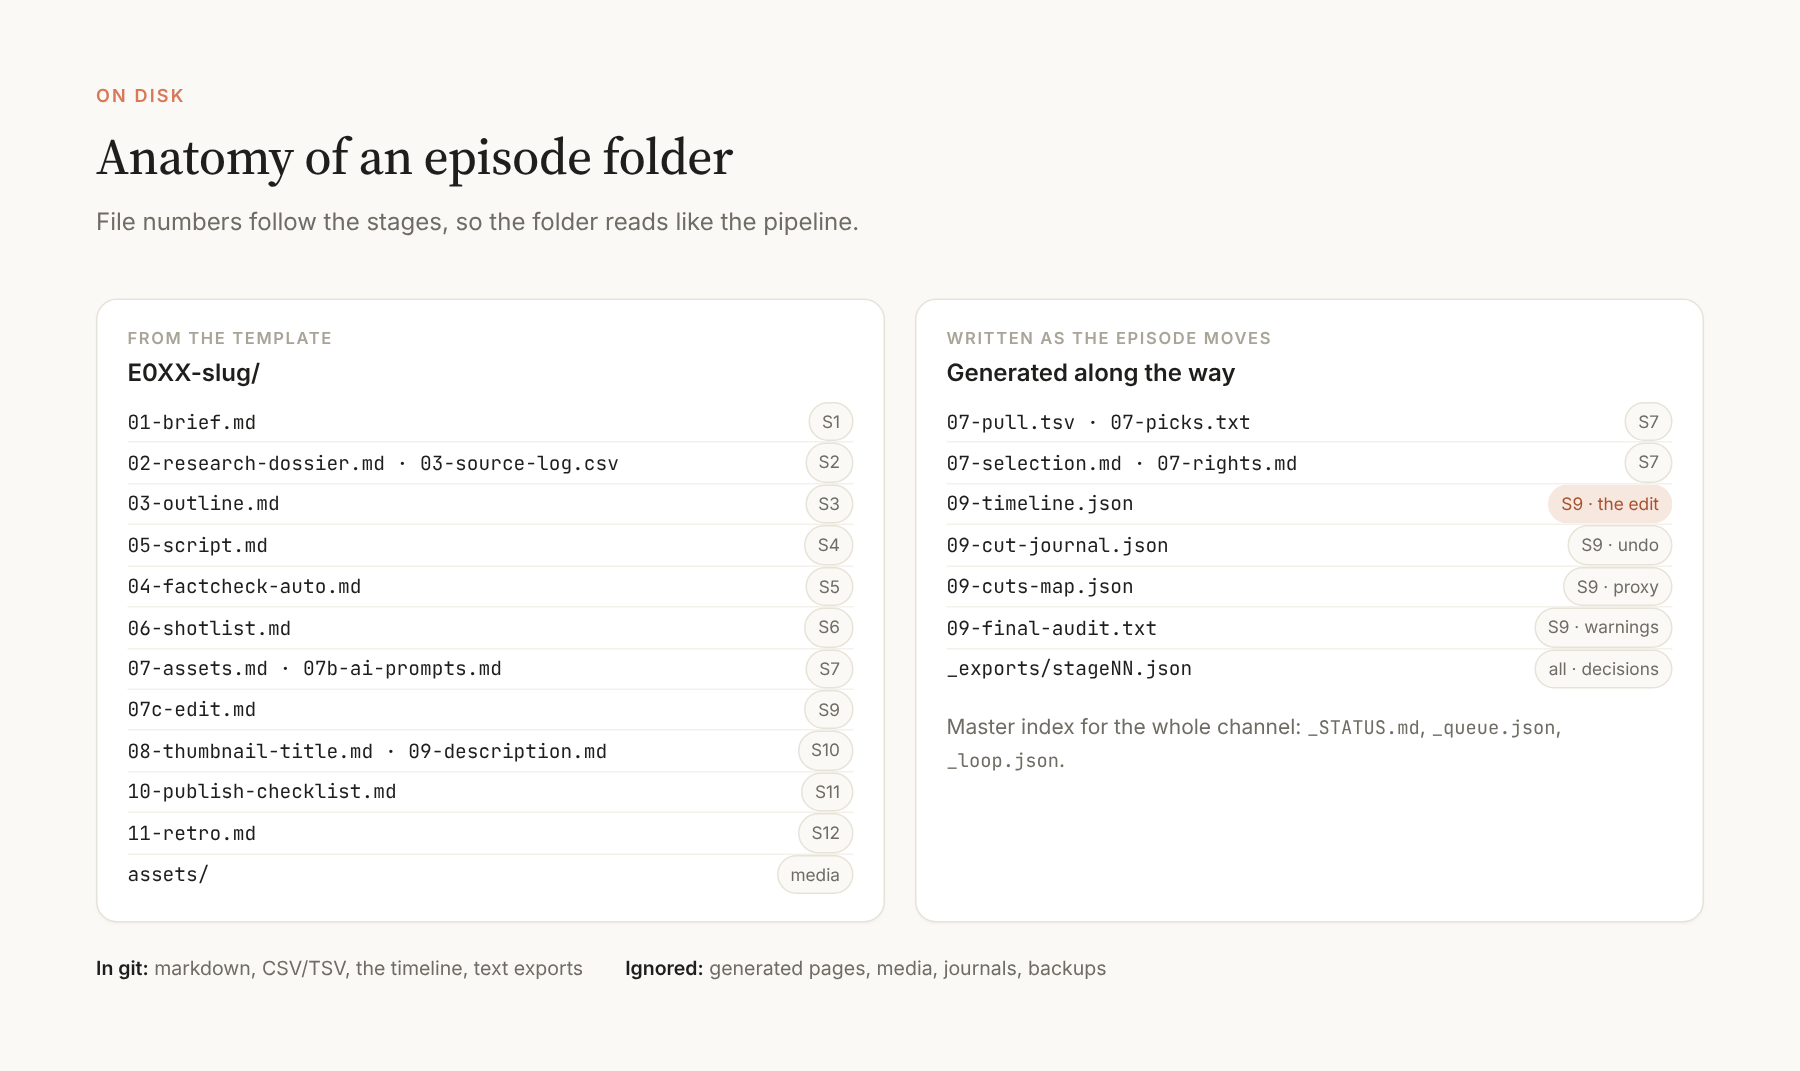 ON DISK
Anatomy of an episode folder
File numbers follow the stages, so the folder reads like the pipeline.
FROM THE TEMPLATE
E0XX-slug/
01-brief.md S1
02-research-dossier.md · 03-source-log.csv S2
03-outline.md S3
05-script.md S4
04-factcheck-auto.md S5
06-shotlist.md S6
07-assets.md · 07b-ai-prompts.md S7
07c-edit.md S9
08-thumbnail-title.md · 09-description.md S10
10-publish-checklist.md S11
11-retro.md S12
assets/ media
WRITTEN AS THE EPISODE MOVES
Generated along the way
07-pull.tsv · 07-picks.txt S7
07-selection.md · 07-rights.md S7
09-timeline.json S9 · the edit
09-cut-journal.json S9 · undo
09-cuts-map.json S9 · proxy
09-final-audit.txt S9 · warnings
_exports/stageNN.json all · decisions
Master index for the whole channel: _STATUS.md, _queue.json,
_loop.json.
In git: markdown, CSV/TSV, the timeline, text exports Ignored: generated pages, media, journals, backups